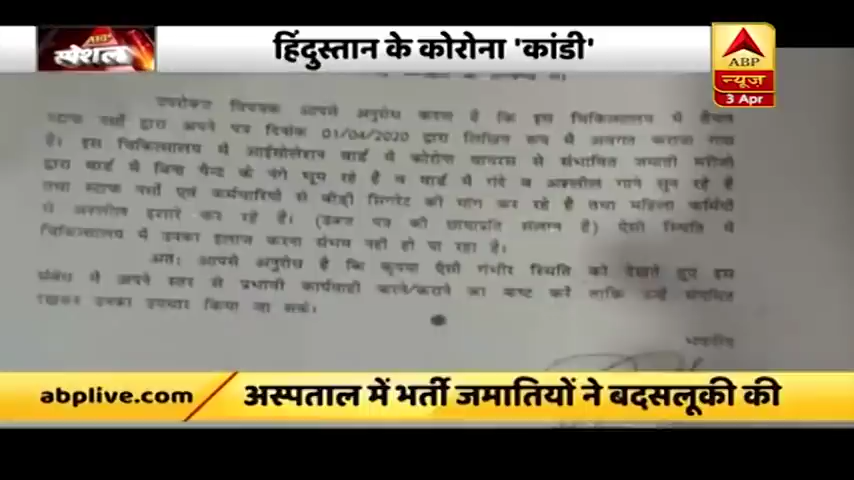 ABP
स्पेशल
हिंदुस्तान के कोरोना 'कांडी'
ABP
न्यूज़
3 Apr
उपरोक्त विषयक आपसे अनुरोध करना है कि इस चिकित्सालय में तैनात
स्टाफ नर्सों द्वारा अपने पत्र दिनांक 01/04/2020 द्वारा लिखित रूप में अवगत कराया गया
है। इस चिकित्सालय में आईसोलेशन वार्ड में कोरोना वायरस से संभावित जमाती मरीजों
द्वारा वार्ड में बिना पैन्ट के नंगे घूम रहे है व वार्ड में गंदे व अश्लील गाने सुन रहे है
तथा स्टाफ नर्सों एवं कर्मचारियों से बीड़ी सिगरेट की मांग कर रहे है तथा महिला कर्मियों
से अश्लील इशारे कर रहे है। (उक्त पत्र की छायाप्रति संलग्न है) ऐसी स्थिति में
चिकित्सालय में उनका इलाज करना संभव नहीं हो पा रहा है।
अतः आपसे अनुरोध है कि कृपया ऐसी गंभीर स्थिति को देखते हुए इस
संबंध में अपने स्तर से प्रभावी कार्यवाही करने/कराने का कष्ट करें ताकि उन्हें
रखकर उनका उपचार किया जा सके।
abplive.com
अस्पताल में भर्ती जमातियों ने बदसलूकी की